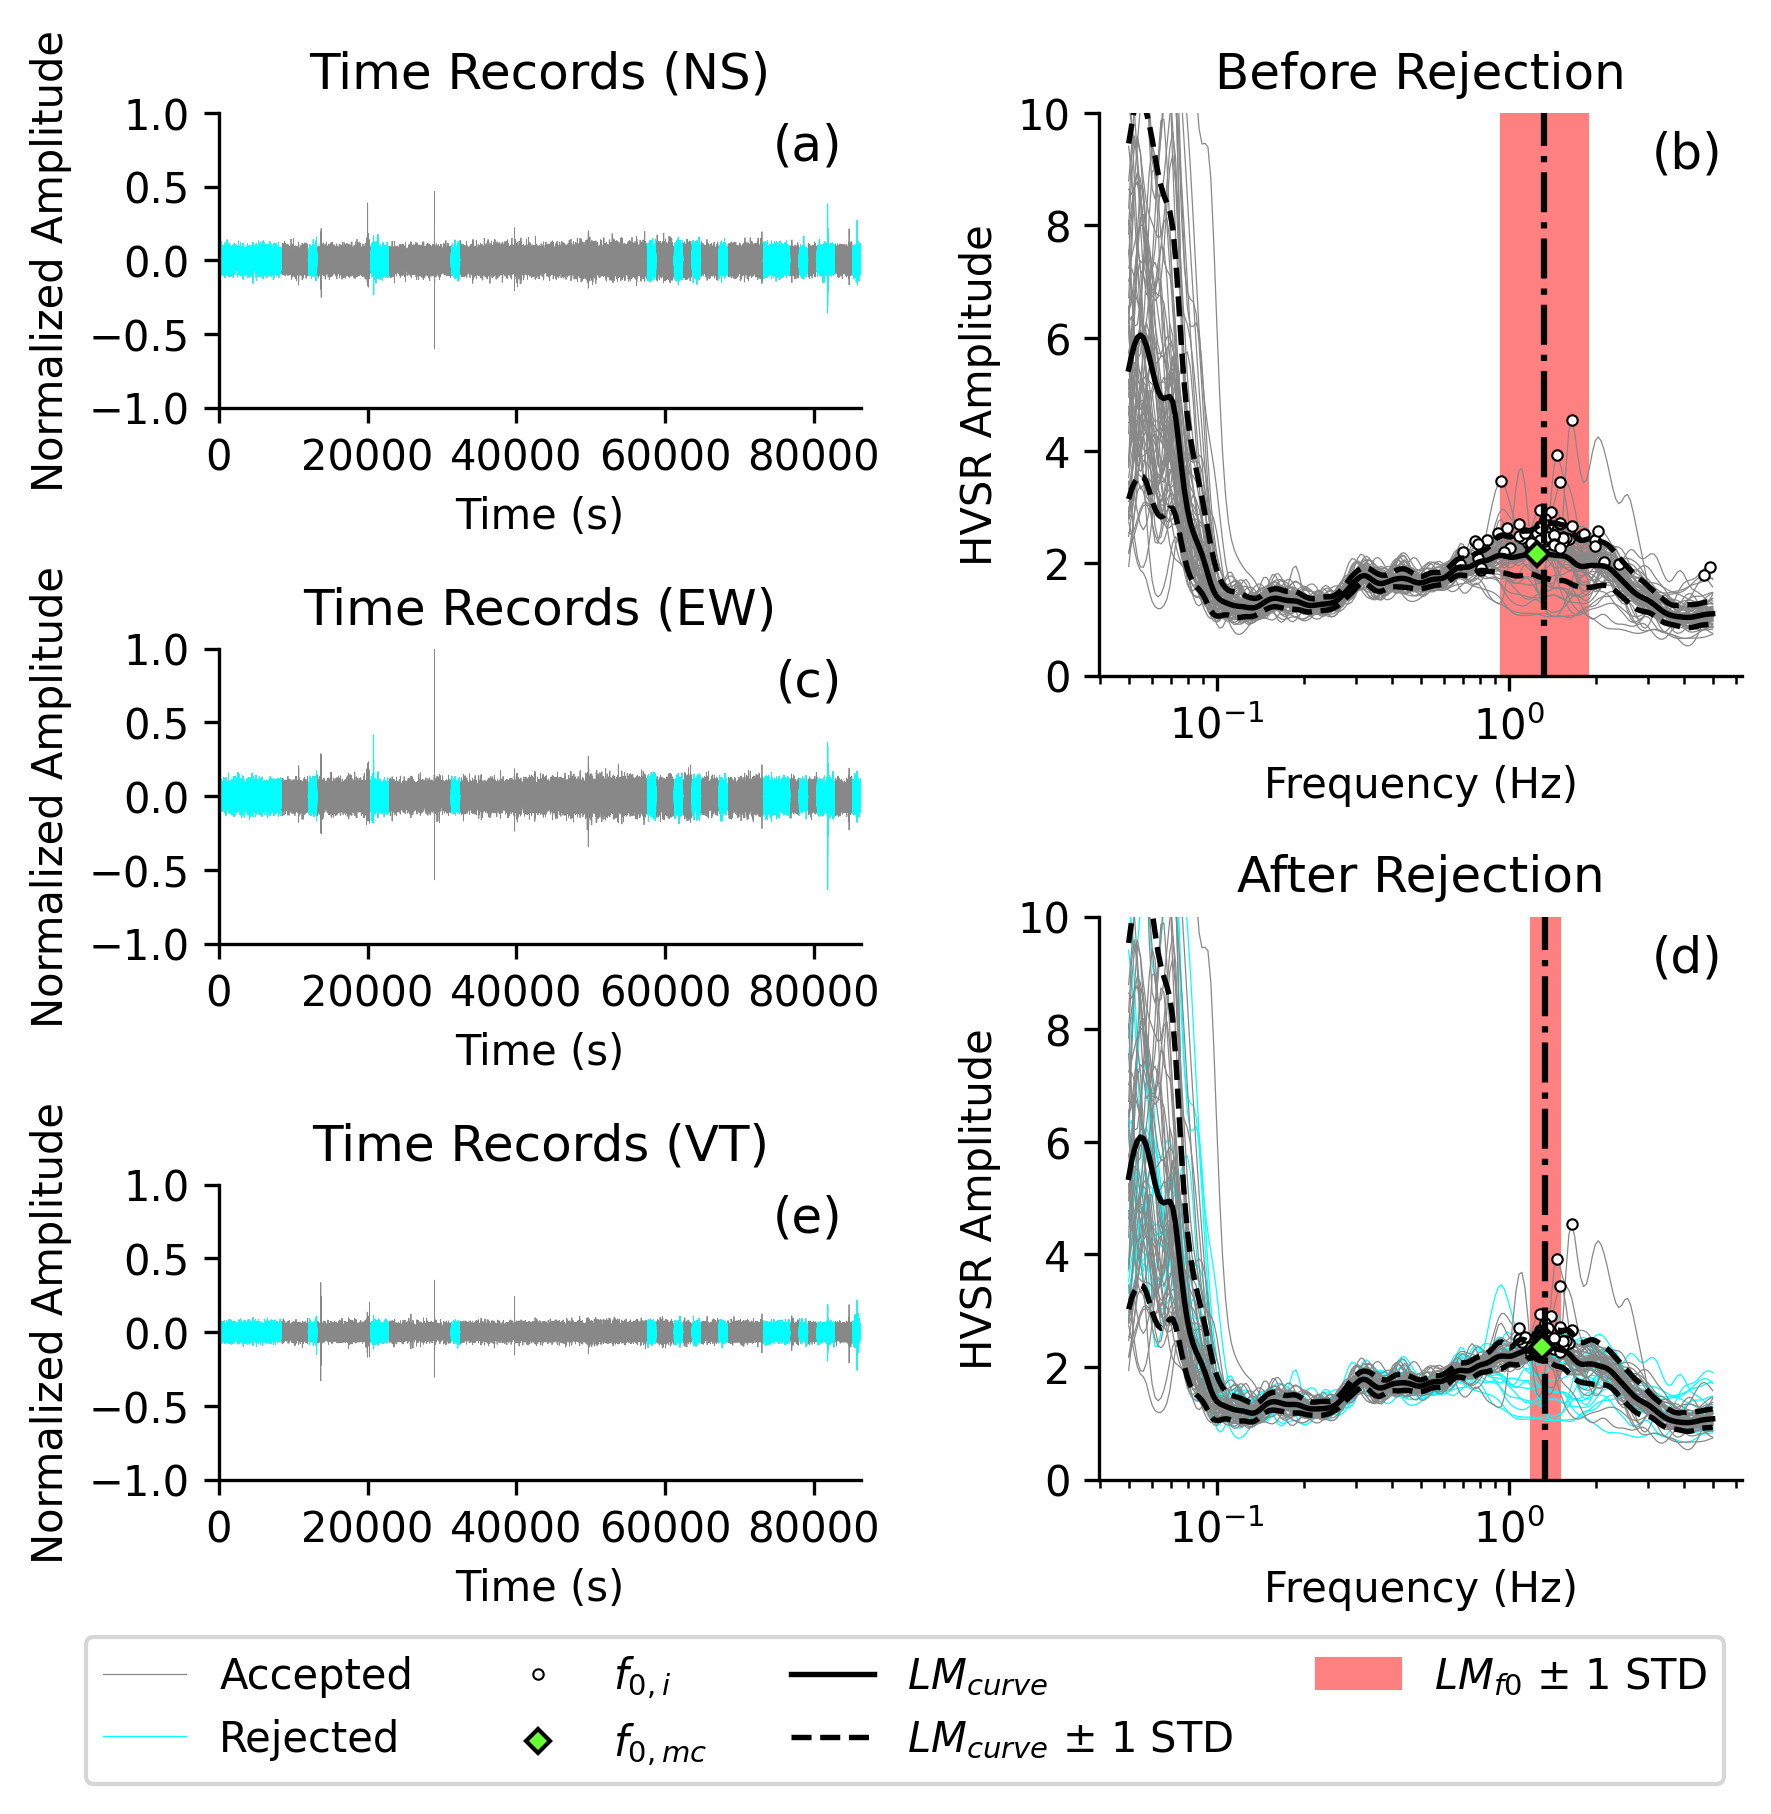 Time Records (NS)
Normalized Amplitude
1.0
0.5
0.0
−0.5
−1.0
(a)
0 20000 40000 60000 80000
Time (s)
Before Rejection
HVSR Amplitude
10
8
6
4
2
0
(b)
10⁻¹ 10⁰
Frequency (Hz)
Time Records (EW)
Normalized Amplitude
1.0
0.5
0.0
−0.5
−1.0
(c)
0 20000 40000 60000 80000
Time (s)
After Rejection
HVSR Amplitude
10
8
6
4
2
0
(d)
10⁻¹ 10⁰
Frequency (Hz)
Time Records (VT)
Normalized Amplitude
1.0
0.5
0.0
−0.5
−1.0
(e)
0 20000 40000 60000 80000
Time (s)
Accepted
Rejected
f0,i
f0,mc
LMcurve
LMcurve ± 1 STD
LMf0 ± 1 STD